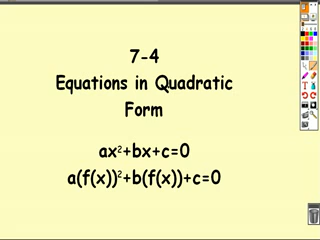 7-4
Equations in Quadratic
Form
ax²+bx+c=0
a(f(x))²+b(f(x))+c=0